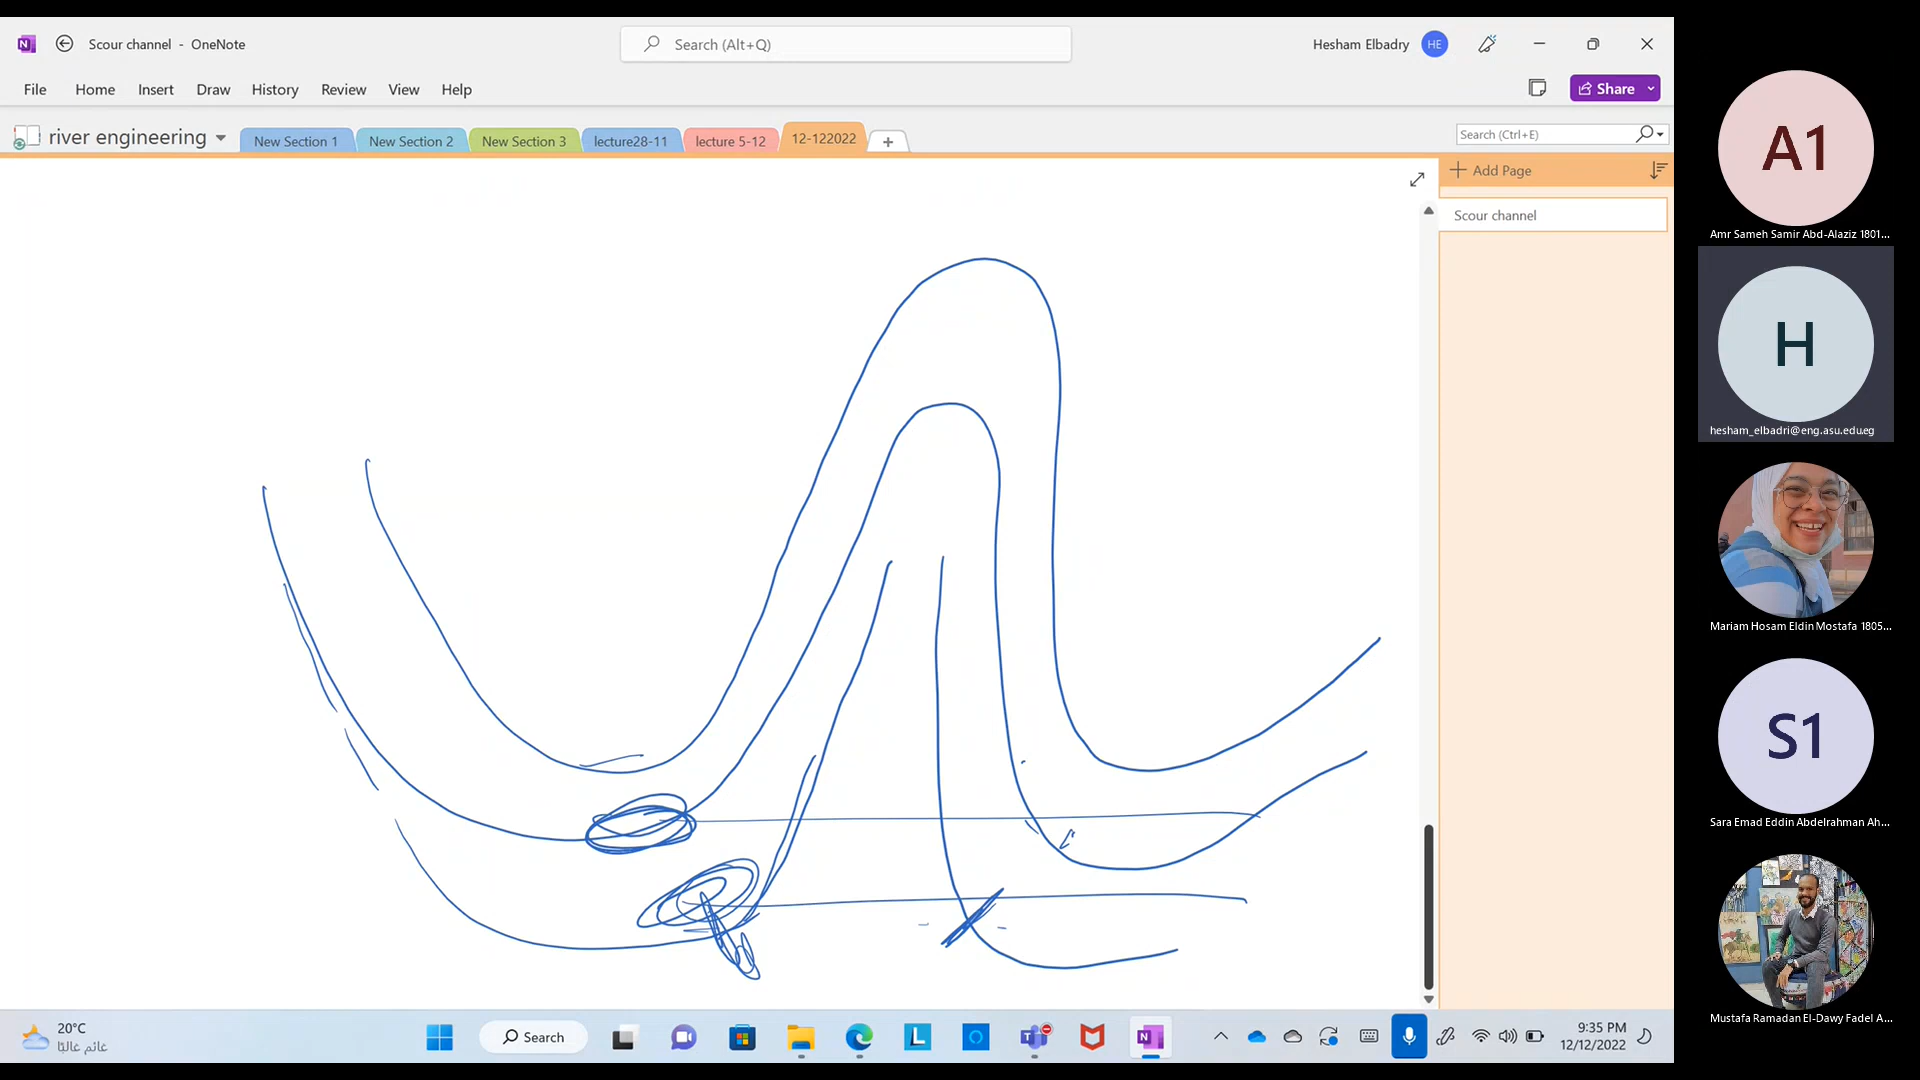 Scour channel - OneNote
Search (Alt+Q)
Hesham Elbadry HE
File Home Insert Draw History Review View Help
Share
river engineering
New Section 1 New Section 2 New Section 3 lecture28-11 lecture 5-12 12-122022
Search (Ctrl+E)
Add Page
Scour channel
A1
Amr Sameh Samir Abd-Alaziz 1801...
H
hesham_elbadri@eng.asu.edu.eg
Mariam Hosam Eldin Mostafa 1805...
S1
Sara Emad Eddin Abdelrahman Ah...
Mustafa Ramadan El-Dawy Fadel A...
20°C
غائم غالبًا
Search
L
9:35 PM
12/12/2022